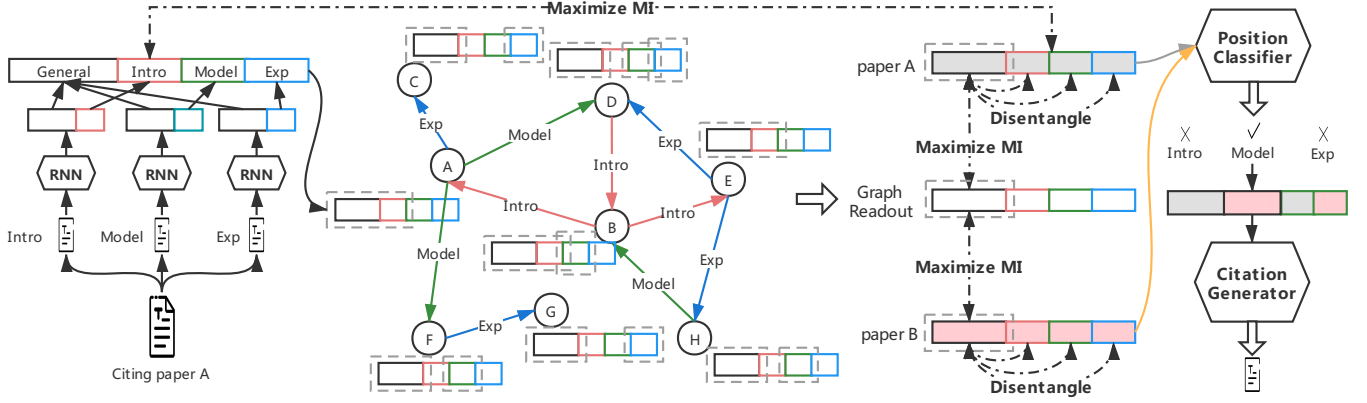 Maximize MI
General Intro Model Exp
RNN RNN RNN
Intro Model Exp
Citing paper A
C
D
A
E
B
F
G
H
Exp
Model
Intro
Exp
Intro
Intro
Model
Exp
Model
Exp
paper A
Disentangle
Maximize MI
Graph
Readout
Maximize MI
paper B
Disentangle
Position
Classifier
╳ ✓ ╳
Intro Model Exp
Citation
Generator